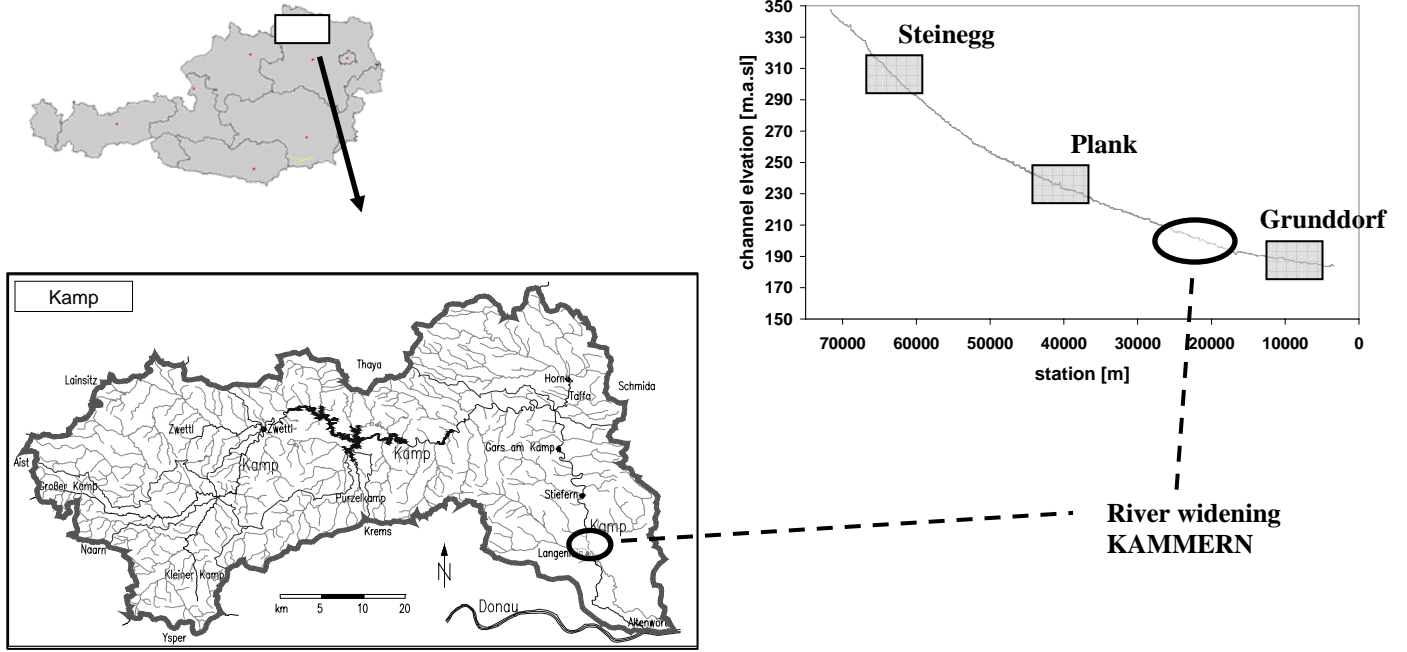 350
330
310
290
270
250
230
210
190
170
150
channel elvation [m.a.sl]
Steinegg
Plank
Grunddorf
70000 60000 50000 40000 30000 20000 10000 0
station [m]
Kamp
Thaya
Lainsitz
Horn
Taffa
Schmida
Zwettl
Zwettl
Kamp
Gars am Kamp
Aist
Kamp
Großer Kamp
Purzelkamp
Stiefern
Kamp
Krems
Naarn
Langenlois
Kleiner Kamp
N
km 5 10 20
Donau
Altenwörth
Ysper
River widening
KAMMERN